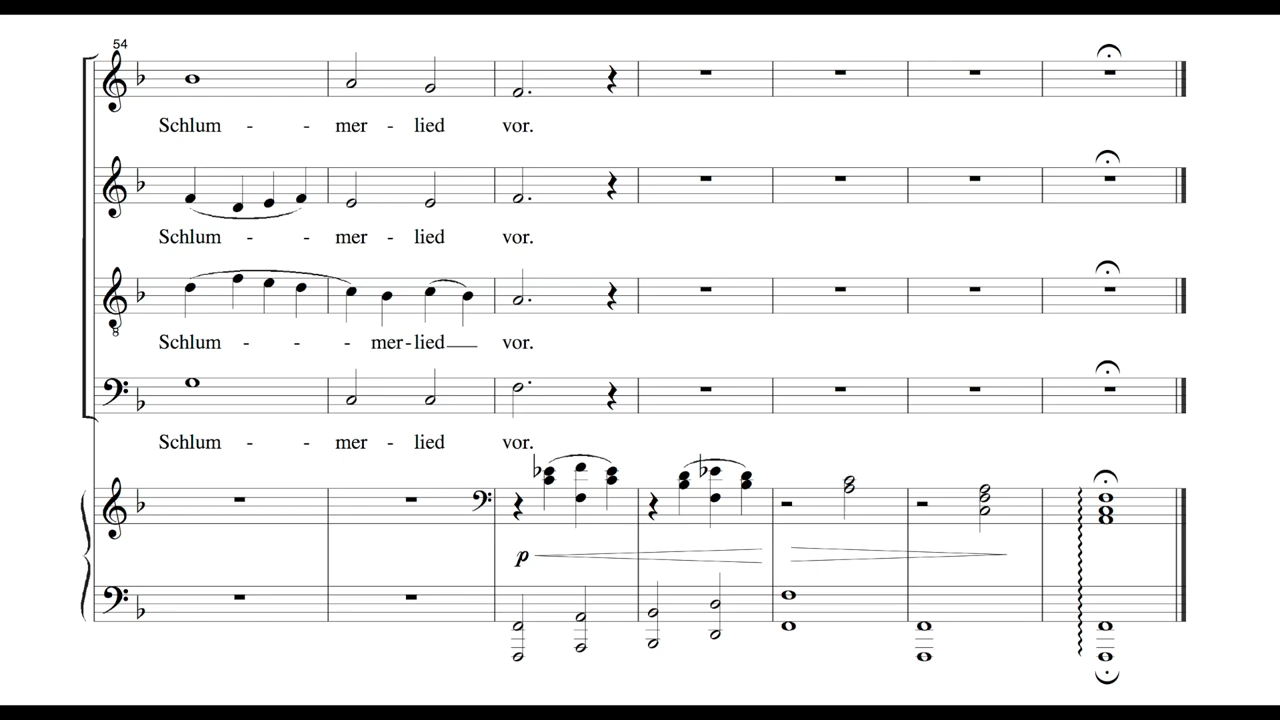 54
Schlum - - mer - lied vor.
Schlum - - mer - lied vor.
Schlum - - - mer - lied vor.
Schlum - - mer - lied vor.
p